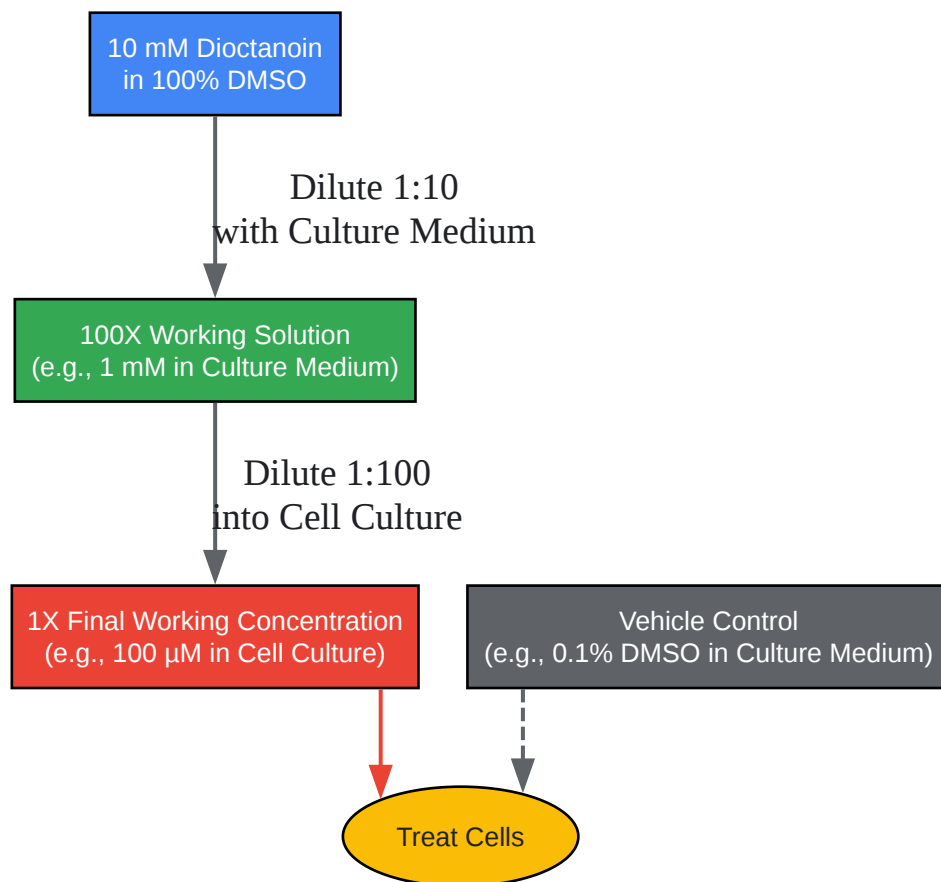 10 mM Dioctanoin
in 100% DMSO
Dilute 1:10
with Culture Medium
100X Working Solution
(e.g., 1 mM in Culture Medium)
Dilute 1:100
into Cell Culture
1X Final Working Concentration
(e.g., 100 µM in Cell Culture)
Vehicle Control
(e.g., 0.1% DMSO in Culture Medium)
Treat Cells